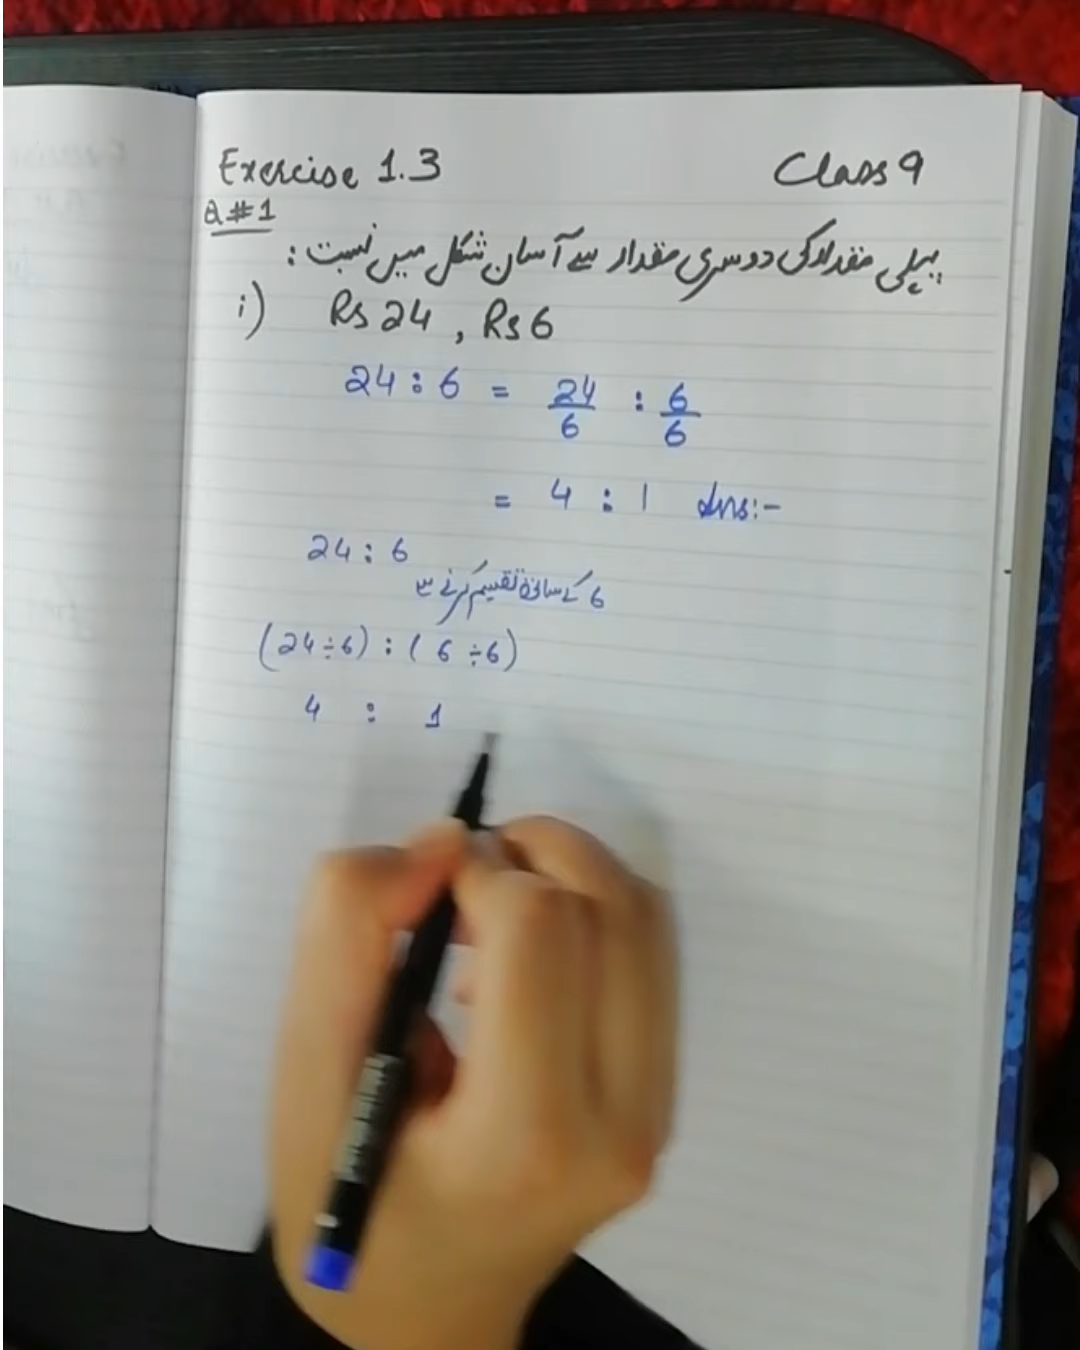 Exercise 1.3 Class 9
Q#1
پہلی مقدار کی دوسری مقدار سے آسان شکل میں نسبت :
i) Rs 24 , Rs 6
24 : 6 = 24/6 : 6/6
= 4 : 1 Ans:-
24 : 6
6 کے ساتھ تقسیم کرنے سے
(24÷6) : (6÷6)
4 : 1